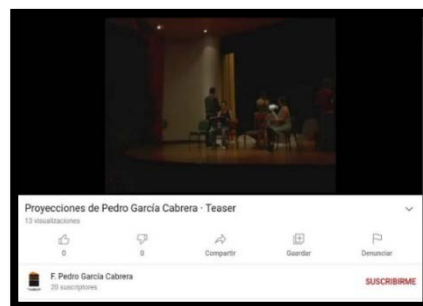 Proyecciones de Pedro García Cabrera · Teaser
13 visualizaciones
0
0
Compartir
Guardar
Denunciar
F. Pedro García Cabrera
20 suscriptores
SUSCRIBIRME